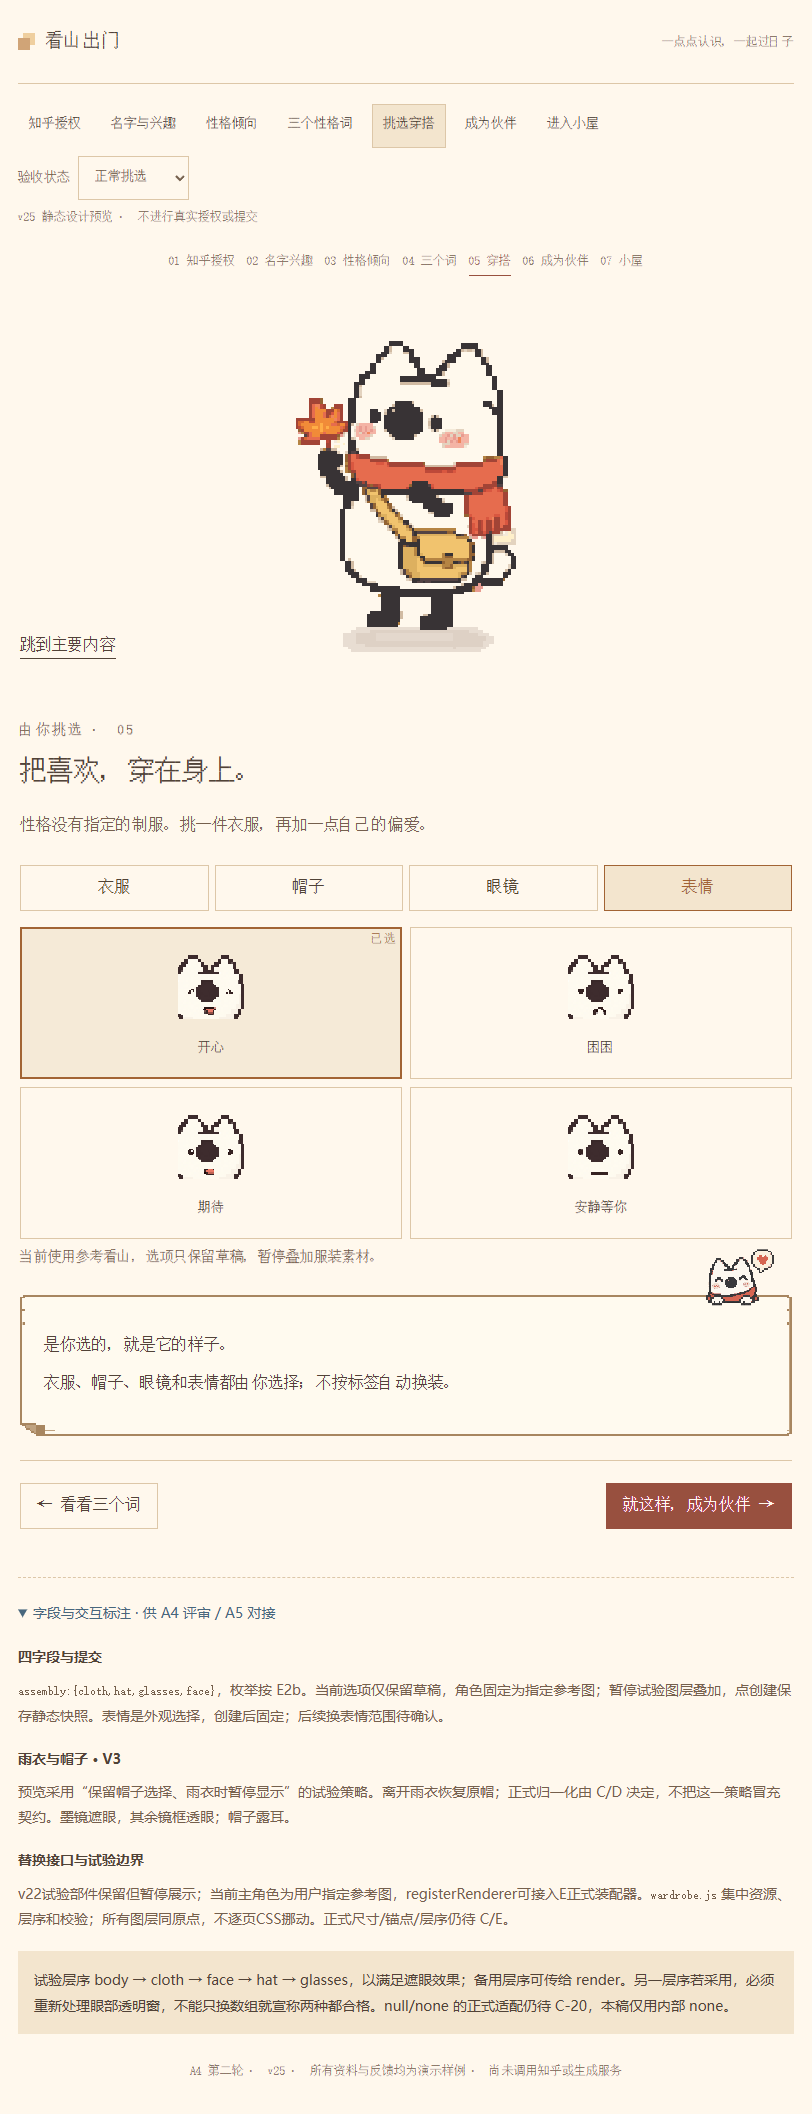 看山出门
一点点认识，一起过日子
知乎授权 名字与兴趣 性格倾向 三个性格词 挑选穿搭 成为伙伴 进入小屋
验收状态 正常挑选
v25 静态设计预览 · 不进行真实授权或提交
01 知乎授权 02 名字兴趣 03 性格倾向 04 三个词 05 穿搭 06 成为伙伴 07 小屋
跳到主要内容
由你挑选 · 05
把喜欢，穿在身上。
性格没有指定的制服。挑一件衣服，再加一点自己的偏爱。
衣服 帽子 眼镜 表情
已选
开心 困困
期待 安静等你
当前使用参考看山，选项只保留草稿，暂停叠加服装素材。
是你选的，就是它的样子。
衣服、帽子、眼镜和表情都由你选择；不按标签自动换装。
← 看看三个词 就这样，成为伙伴 →
▼ 字段与交互标注 · 供 A4 评审 / A5 对接
四字段与提交
assembly:{cloth,hat,glasses,face}，枚举按 E2b。当前选项仅保留草稿，角色固定为指定参考图；暂停试验图层叠加，点创建保
存静态快照。表情是外观选择，创建后固定；后续换表情范围待确认。
雨衣与帽子 • V3
预览采用“保留帽子选择、雨衣时暂停显示”的试验策略。离开雨衣恢复原帽；正式归一化由 C/D 决定，不把这一策略冒充
契约。墨镜遮眼，其余镜框透眼；帽子露耳。
替换接口与试验边界
v22试验部件保留但暂停展示；当前主角色为用户指定参考图，registerRenderer可接入E正式装配器。wardrobe.js 集中资源、
层序和校验；所有图层同原点，不逐页CSS挪动。正式尺寸/锚点/层序仍待 C/E。
试验层序 body → cloth → face → hat → glasses，以满足遮眼效果；备用层序可传给 render。另一层序若采用，必须
重新处理眼部透明窗，不能只换数组就宣称两种都合格。null/none 的正式适配仍待 C-20，本稿仅用内部 none。
A4 第二轮 · v25 · 所有资料与反馈均为演示样例 · 尚未调用知乎或生成服务